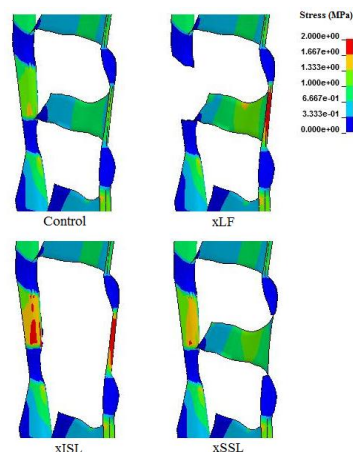 Stress (MPa)
2.000e+00
1.667e+00
1.333e+00
1.000e+00
6.667e-01
3.333e-01
0.000e+00
Control
xLF
xISL
xSSL